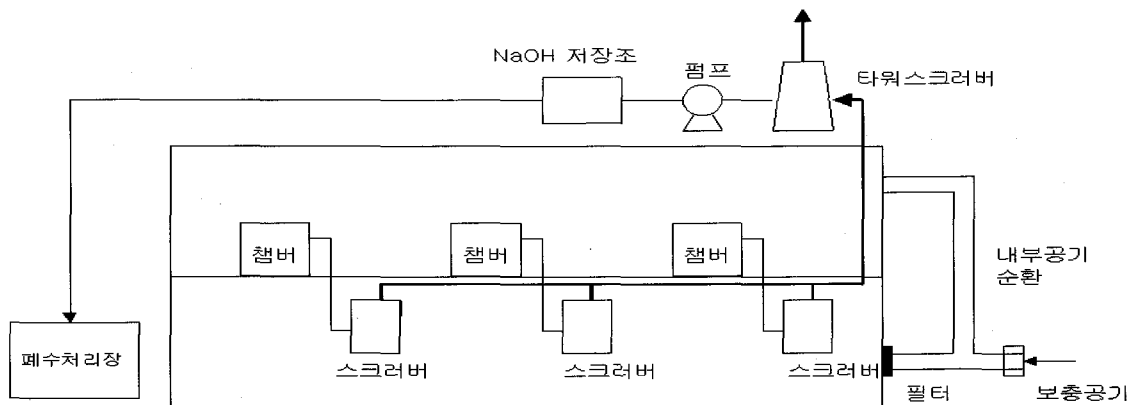 NaOH 저장조
펌프
타워스크러버
챔버
챔버
챔버
내부공기
순환
폐수처리장
스크러버
스크러버
스크러버
필터
보충공기